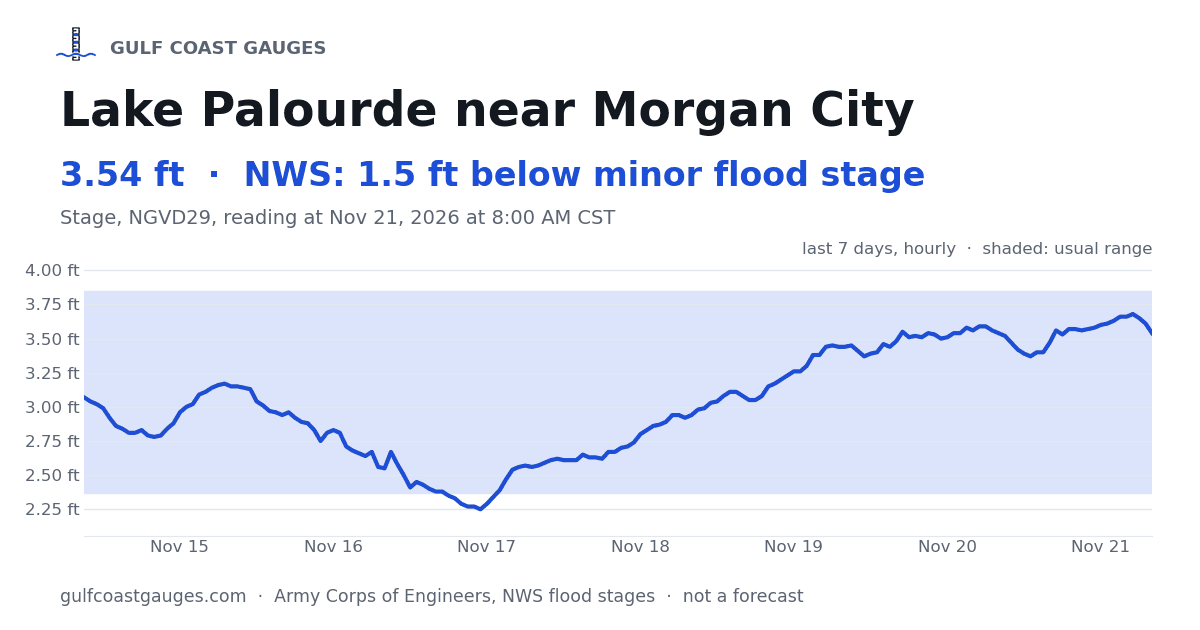 GULF COAST GAUGES
Lake Palourde near Morgan City
3.54 ft · NWS: 1.5 ft below minor flood stage
Stage, NGVD29, reading at Nov 21, 2026 at 8:00 AM CST
last 7 days, hourly · shaded: usual range
4.00 ft
3.75 ft
3.50 ft
3.25 ft
3.00 ft
2.75 ft
2.50 ft
2.25 ft
Nov 15 Nov 16 Nov 17 Nov 18 Nov 19 Nov 20 Nov 21
gulfcoastgauges.com · Army Corps of Engineers, NWS flood stages · not a forecast